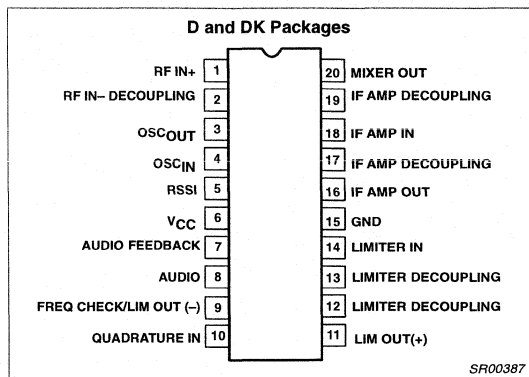 D and DK Packages
RF IN+ 1 20 MIXER OUT
RF IN– DECOUPLING 2 19 IF AMP DECOUPLING
OSCOUT 3 18 IF AMP IN
OSCIN 4 17 IF AMP DECOUPLING
RSSI 5 16 IF AMP OUT
VCC 6 15 GND
AUDIO FEEDBACK 7 14 LIMITER IN
AUDIO 8 13 LIMITER DECOUPLING
FREQ CHECK/LIM OUT (–) 9 12 LIMITER DECOUPLING
QUADRATURE IN 10 11 LIM OUT(+)
SR00387